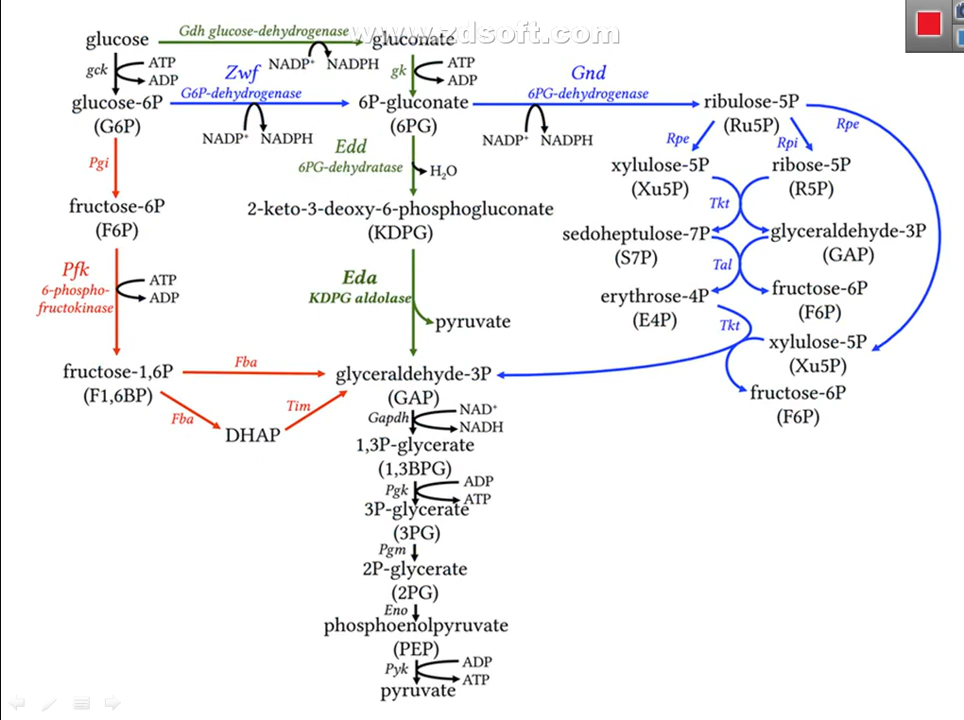 www.zdsoft.com
Gdh glucose-dehydrogenase
glucose
gluconate
NADP⁺ NADPH
gck
ATP
ADP
gk
ATP
ADP
Zwf
G6P-dehydrogenase
Gnd
6PG-dehydrogenase
glucose-6P
(G6P)
6P-gluconate
(6PG)
ribulose-5P
(Ru5P)
NADP⁺ NADPH
NADP⁺ NADPH
Rpe
Rpi
Rpe
Pgi
Edd
6PG-dehydratase
H₂O
xylulose-5P
(Xu5P)
ribose-5P
(R5P)
Tkt
fructose-6P
(F6P)
2-keto-3-deoxy-6-phosphogluconate
(KDPG)
sedoheptulose-7P
(S7P)
glyceraldehyde-3P
(GAP)
Tal
Pfk
6-phospho-
fructokinase
ATP
ADP
Eda
KDPG aldolase
pyruvate
erythrose-4P
(E4P)
fructose-6P
(F6P)
Tkt
xylulose-5P
(Xu5P)
fructose-6P
(F6P)
fructose-1,6P
(F1,6BP)
Fba
glyceraldehyde-3P
(GAP)
Fba
DHAP
Tim
Gapdh
NAD⁺
NADH
1,3P-glycerate
(1,3BPG)
Pgk
ADP
ATP
3P-glycerate
(3PG)
Pgm
2P-glycerate
(2PG)
Eno
phosphoenolpyruvate
(PEP)
Pyk
ADP
ATP
pyruvate